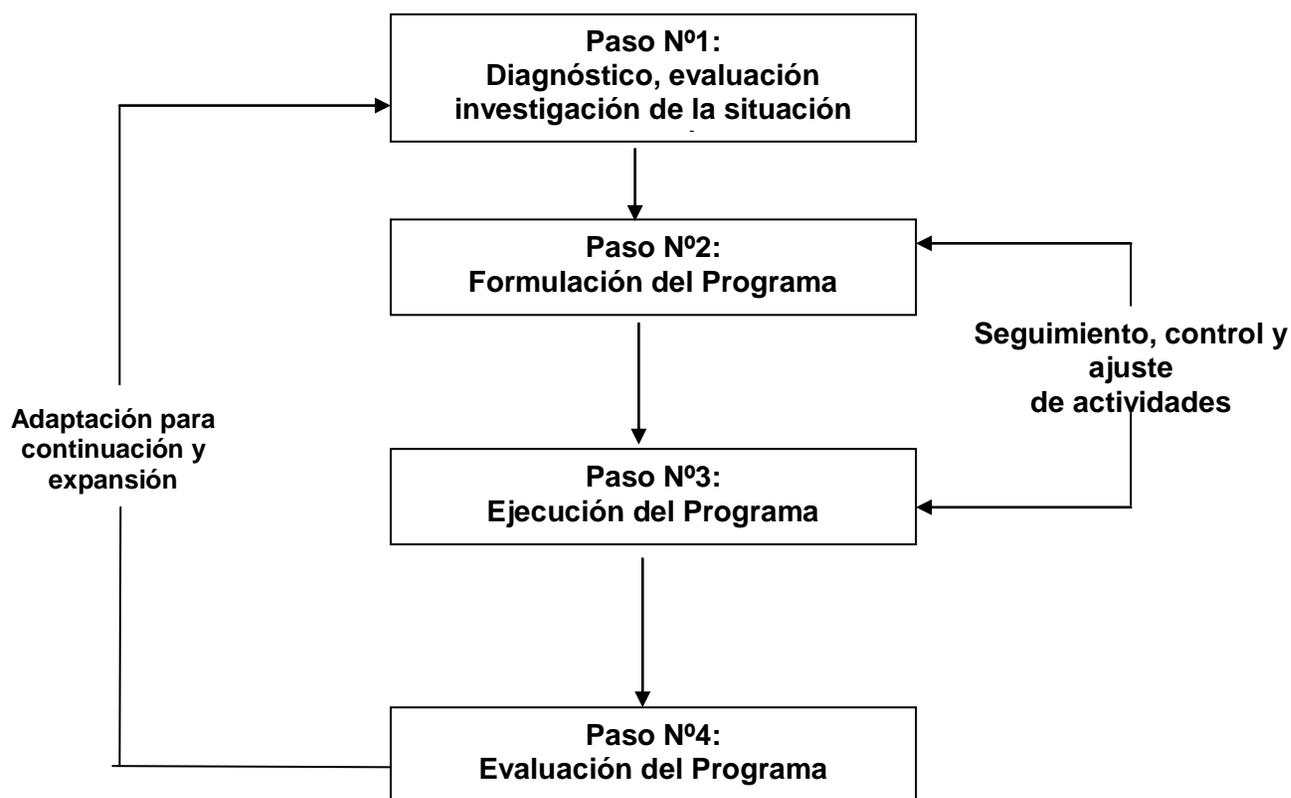 Paso Nº1:
Diagnóstico, evaluación
investigación de la situación
Paso Nº2:
Formulación del Programa
Seguimiento, control y
ajuste
de actividades
Adaptación para
continuación y
expansión
Paso Nº3:
Ejecución del Programa
Paso Nº4:
Evaluación del Programa